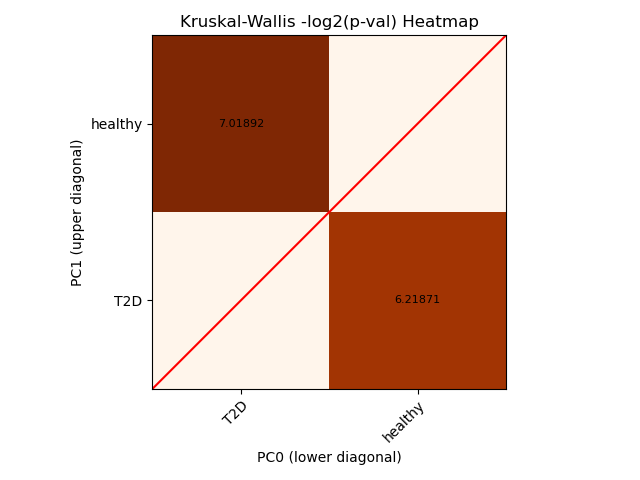 Kruskal-Wallis -log2(p-val) Heatmap
PC1 (upper diagonal)
healthy
7.01892
T2D
6.21871
T2D
healthy
PC0 (lower diagonal)